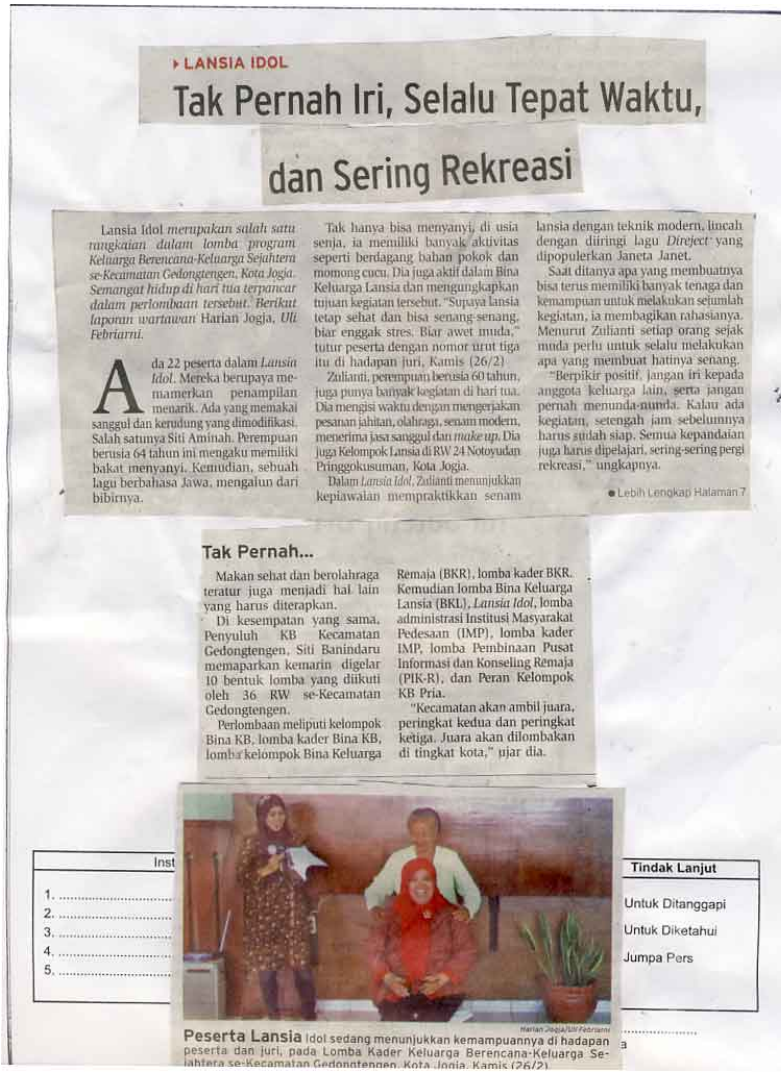 LANSIA IDOL
Tak Pernah Iri, Selalu Tepat Waktu,
dan Sering Rekreasi
Lansia Idol merupakan salah satu
rangkaian dalam lomba program
Keluarga Berencana-Keluarga Sejahtera
se-Kecamatan Gedongtengen, Kota Jogja.
Semangat hidup di hari tua terpancar
dalam perlombaan tersebut. Berikut
laporan wartawan Harian Jogja, Uli
Febriarni.
Ada 22 peserta dalam Lansia
Idol. Mereka berupaya me-
mamerkan penampilan
menarik. Ada yang memakai
sanggul dan kerudung yang dimodifikasi.
Salah satunya Siti Aminah. Perempuan
berusia 64 tahun ini mengaku memiliki
bakat menyanyi. Kemudian, sebuah
lagu berbahasa Jawa, mengalun dari
bibirnya.
Tak hanya bisa menyanyi, di usia
senja, ia memiliki banyak aktivitas
seperti berdagang bahan pokok dan
momong cucu. Dia juga aktif dalam Bina
Keluarga Lansia dan mengungkapkan
tujuan kegiatan tersebut. “Supaya lansia
tetap sehat dan bisa senang-senang,
biar enggak stres. Biar awet muda,”
tutur peserta dengan nomor urut tiga
itu di hadapan juri, Kamis (26/2)
Zulianti, perempuan berusia 60 tahun,
juga punya banyak kegiatan di hari tua.
Dia mengisi waktu dengan mengerjakan
pesanan jahitan, olahraga, senam modern,
menerima jasa sanggul dan make up. Dia
juga Kelompok Lansia di RW 24 Notoyudan
Pringgokusuman, Kota Jogja.
Dalam Lansia Idol, Zulianti menunjukkan
kepiawaian mempraktikkan senam
lansia dengan teknik modern, lincah
dengan diiringi lagu Direject yang
dipopulerkan Janeta Janet.
Saat ditanya apa yang membuatnya
bisa terus memiliki banyak tenaga dan
kemampuan untuk melakukan sejumlah
kegiatan, ia membagikan rahasianya.
Menurut Zulianti setiap orang sejak
muda perlu untuk selalu melakukan
apa yang membuat hatinya senang.
“Berpikir positif, jangan iri kepada
anggota keluarga lain, serta jangan
pernah menunda-nunda. Kalau ada
kegiatan, setengah jam sebelumnya
harus sudah siap. Semua kepandaian
juga harus dipelajari, sering-sering pergi
rekreasi,” ungkapnya.
● Lebih Lengkap Halaman 7
Tak Pernah...
Makan sehat dan berolahraga
teratur juga menjadi hal lain
yang harus diterapkan.
Di kesempatan yang sama,
Penyuluh KB Kecamatan
Gedongtengen, Siti Banindaru
memaparkan kemarin digelar
10 bentuk lomba yang diikuti
oleh 36 RW se-Kecamatan
Gedongtengen.
Perlombaan meliputi kelompok
Bina KB, lomba kader Bina KB,
lomba kelompok Bina Keluarga
Remaja (BKR), lomba kader BKR.
Kemudian lomba Bina Keluarga
Lansia (BKL), Lansia Idol, lomba
administrasi Institusi Masyarakat
Pedesaan (IMP), lomba kader
IMP, lomba Pembinaan Pusat
Informasi dan Konseling Remaja
(PIK-R), dan Peran Kelompok
KB Pria.
“Kecamatan akan ambil juara,
peringkat kedua dan peringkat
ketiga. Juara akan dilombakan
di tingkat kota,” ujar dia.
Inst
1. ..............................
2. ..............................
3. ..............................
4. ..............................
5. ..............................
Tindak Lanjut
Untuk Ditanggapi
Untuk Diketahui
Jumpa Pers
Harian Jogja/Uli Febriarni
Peserta Lansia Idol sedang menunjukkan kemampuannya di hadapan
peserta dan juri, pada Lomba Kader Keluarga Berencana-Keluarga Se-
jahtera se-Kecamatan Gedongtengen, Kota Jogja, Kamis (26/2)